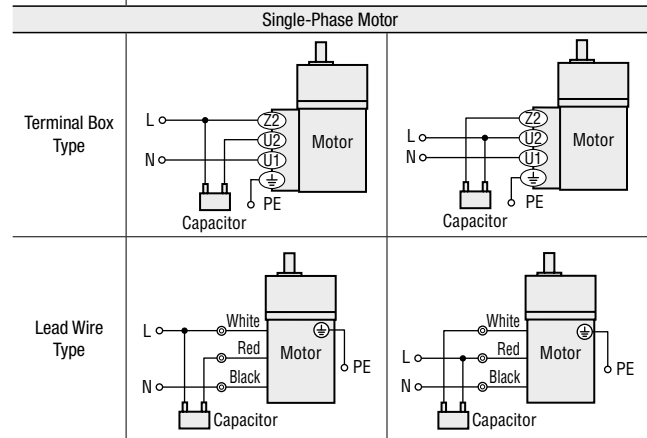 Single-Phase Motor
Terminal Box
Type
L
N
Z2
U2
U1
Motor
PE
Capacitor
L
N
Z2
U2
U1
Motor
PE
Capacitor
Lead Wire
Type
L
N
White
Red
Black
Motor
PE
Capacitor
L
N
White
Red
Black
Motor
PE
Capacitor